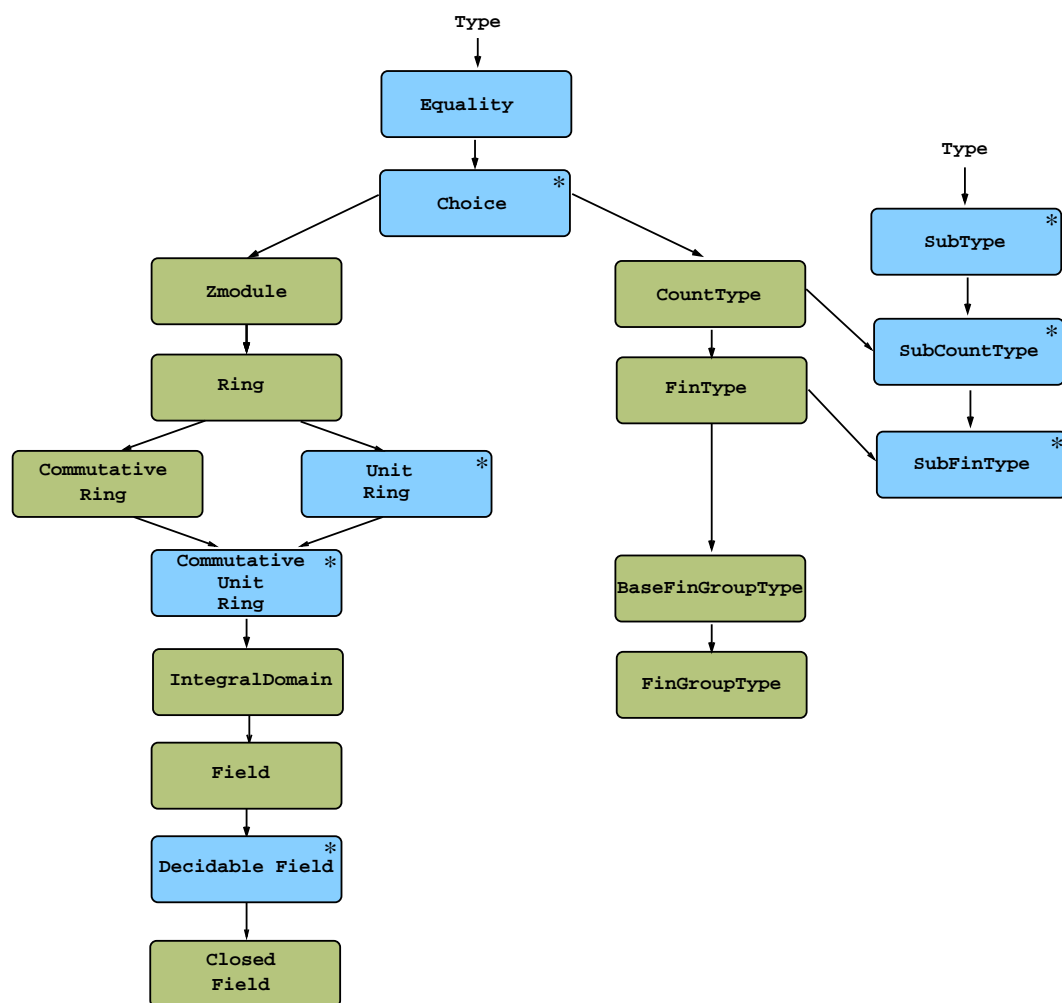 Type
Equality
Choice
*
Zmodule
Ring
Commutative
Ring
Unit
Ring
*
Commutative
Unit
Ring
*
IntegralDomain
Field
Decidable Field
*
Closed
Field
CountType
FinType
BaseFinGroupType
FinGroupType
Type
SubType
*
SubCountType
*
SubFinType
*